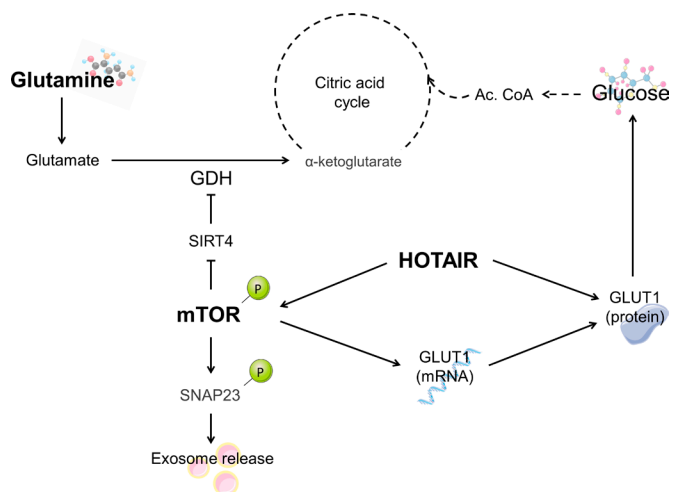 Glutamine
Citric acid
cycle
Ac. CoA
Glucose
Glutamate
α-ketoglutarate
GDH
SIRT4
HOTAIR
P
mTOR
GLUT1
(protein)
GLUT1
(mRNA)
P
SNAP23
Exosome release